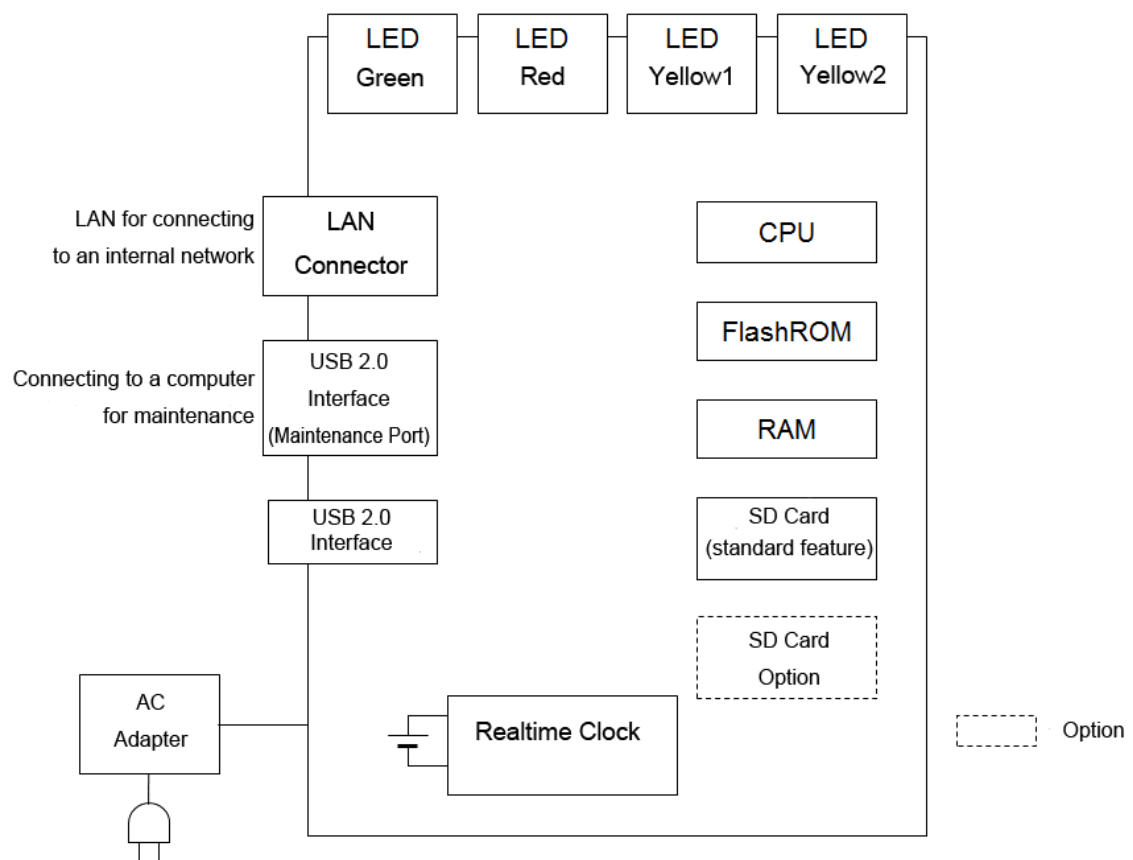 LED
Green
LED
Red
LED
Yellow1
LED
Yellow2
LAN for connecting
to an internal network
LAN
Connector
CPU
FlashROM
Connecting to a computer
for maintenance
USB 2.0
Interface
(Maintenance Port)
RAM
USB 2.0
Interface
SD Card
(standard feature)
SD Card
Option
AC
Adapter
Realtime Clock
Option